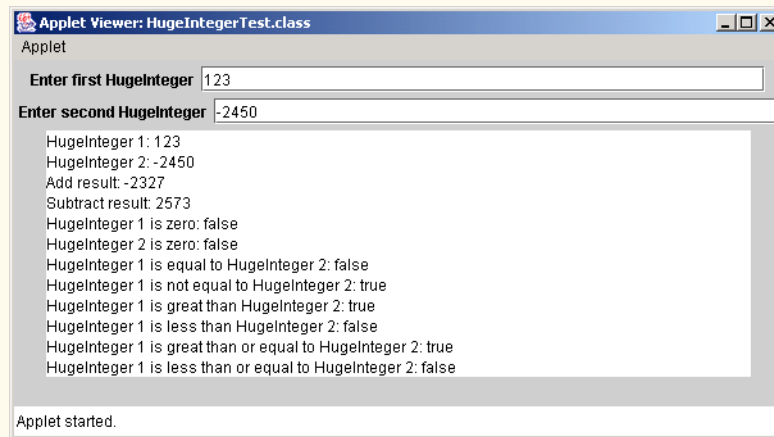 Applet Viewer: HugeIntegerTest.class
Applet
Enter first HugeInteger 123
Enter second HugeInteger -2450
HugeInteger 1: 123
HugeInteger 2: -2450
Add result: -2327
Subtract result: 2573
HugeInteger 1 is zero: false
HugeInteger 2 is zero: false
HugeInteger 1 is equal to HugeInteger 2: false
HugeInteger 1 is not equal to HugeInteger 2: true
HugeInteger 1 is great than HugeInteger 2: true
HugeInteger 1 is less than HugeInteger 2: false
HugeInteger 1 is great than or equal to HugeInteger 2: true
HugeInteger 1 is less than or equal to HugeInteger 2: false
Applet started.